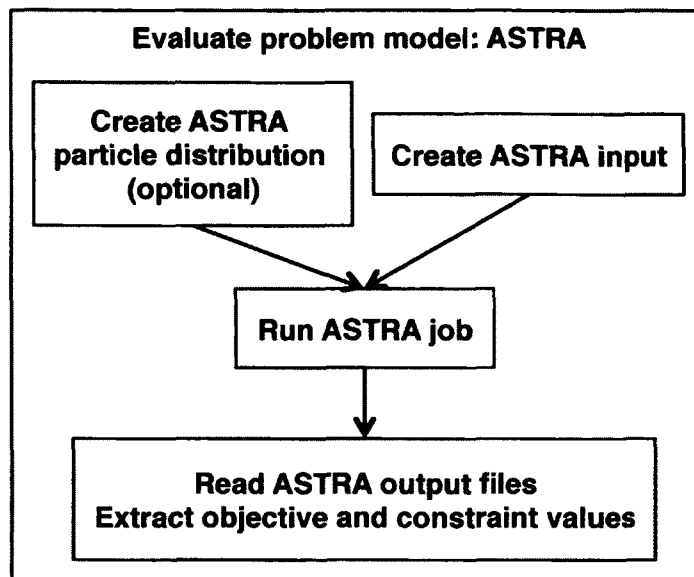 Evaluate problem model: ASTRA
Create ASTRA
particle distribution
(optional)
Create ASTRA input
Run ASTRA job
Read ASTRA output files
Extract objective and constraint values